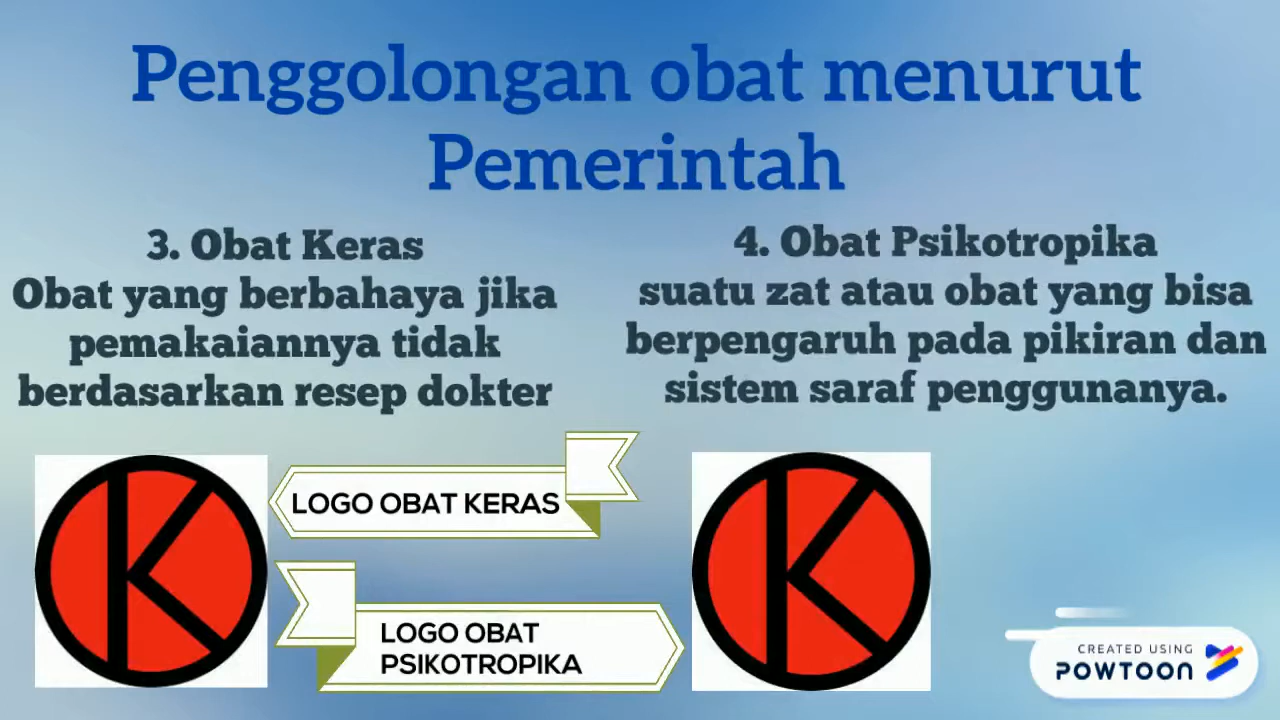 Penggolongan obat menurut
Pemerintah
3. Obat Keras
Obat yang berbahaya jika
pemakaiannya tidak
berdasarkan resep dokter
4. Obat Psikotropika
suatu zat atau obat yang bisa
berpengaruh pada pikiran dan
sistem saraf penggunanya.
K
LOGO OBAT KERAS
LOGO OBAT
PSIKOTROPIKA
K
CREATED USING
POWTOON